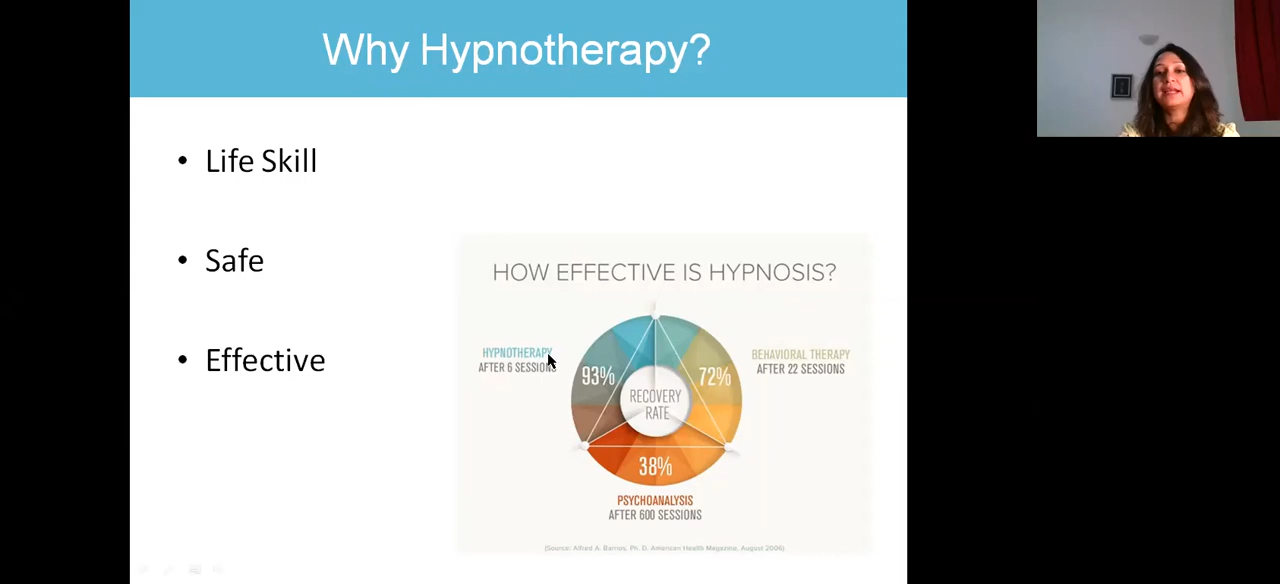 Why Hypnotherapy?
• Life Skill
• Safe
• Effective
HOW EFFECTIVE IS HYPNOSIS?
HYPNOTHERAPY
AFTER 6 SESSIONS
93%
BEHAVIORAL THERAPY
AFTER 22 SESSIONS
72%
RECOVERY
RATE
38%
PSYCHOANALYSIS
AFTER 600 SESSIONS
(Source: Alfred A. Barrios, Ph. D. American Health Magazine, August 2006)